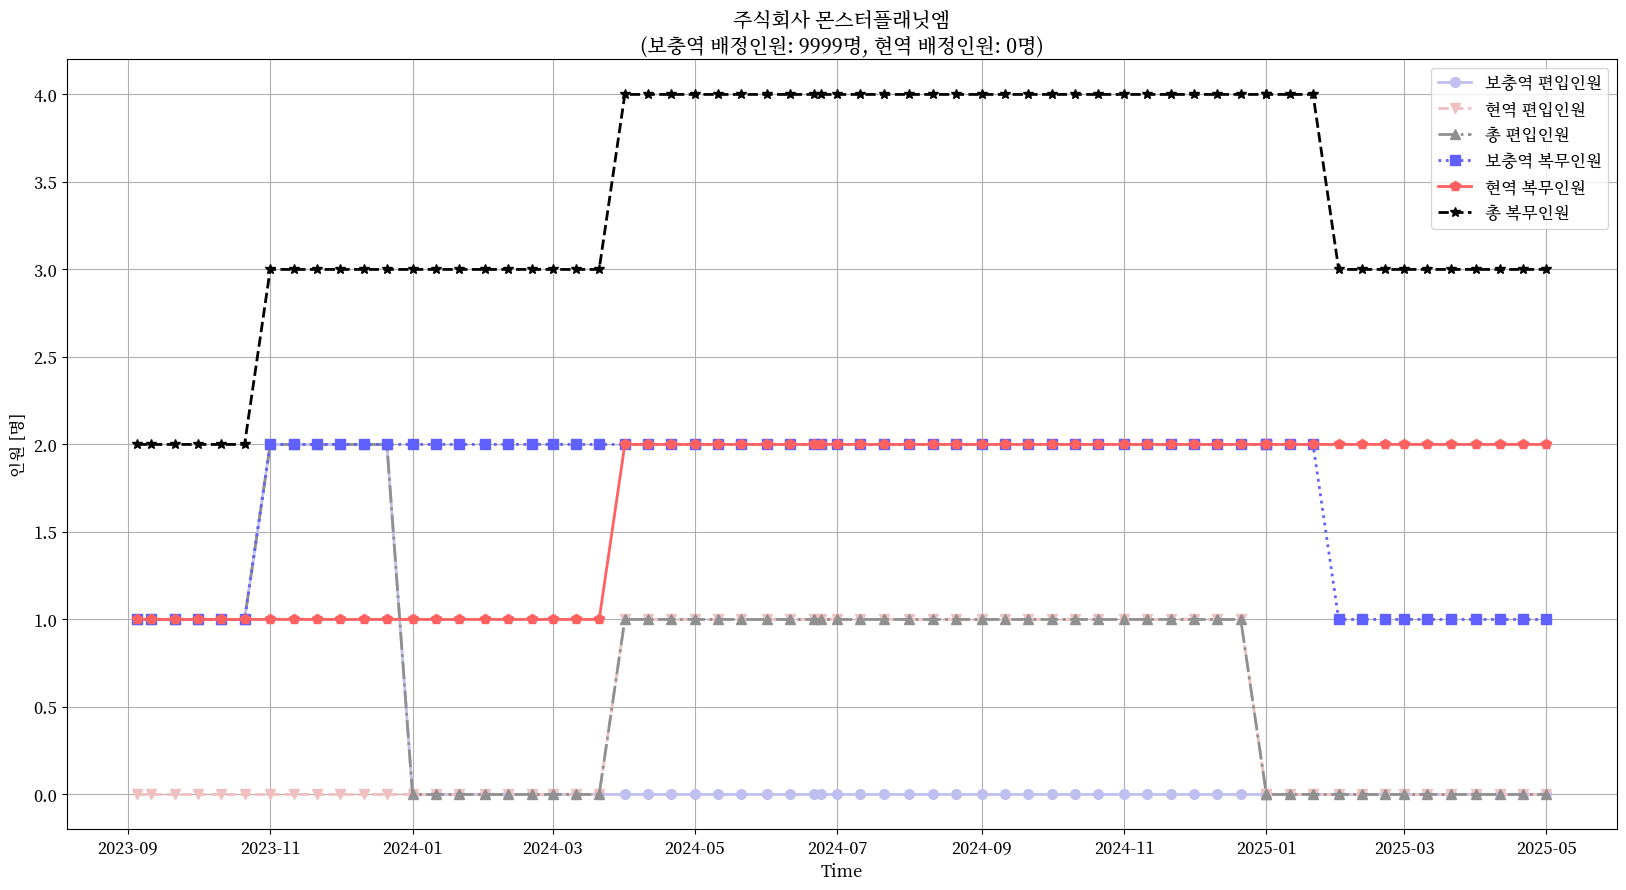 주식회사 몬스터플래닛엠
(보충역 배정인원: 9999명, 현역 배정인원: 0명)
보충역 편입인원
현역 편입인원
총 편입인원
보충역 복무인원
현역 복무인원
총 복무인원
인원 [명]
4.0
3.5
3.0
2.5
2.0
1.5
1.0
0.5
0.0
2023-09 2023-11 2024-01 2024-03 2024-05 2024-07 2024-09 2024-11 2025-01 2025-03 2025-05
Time